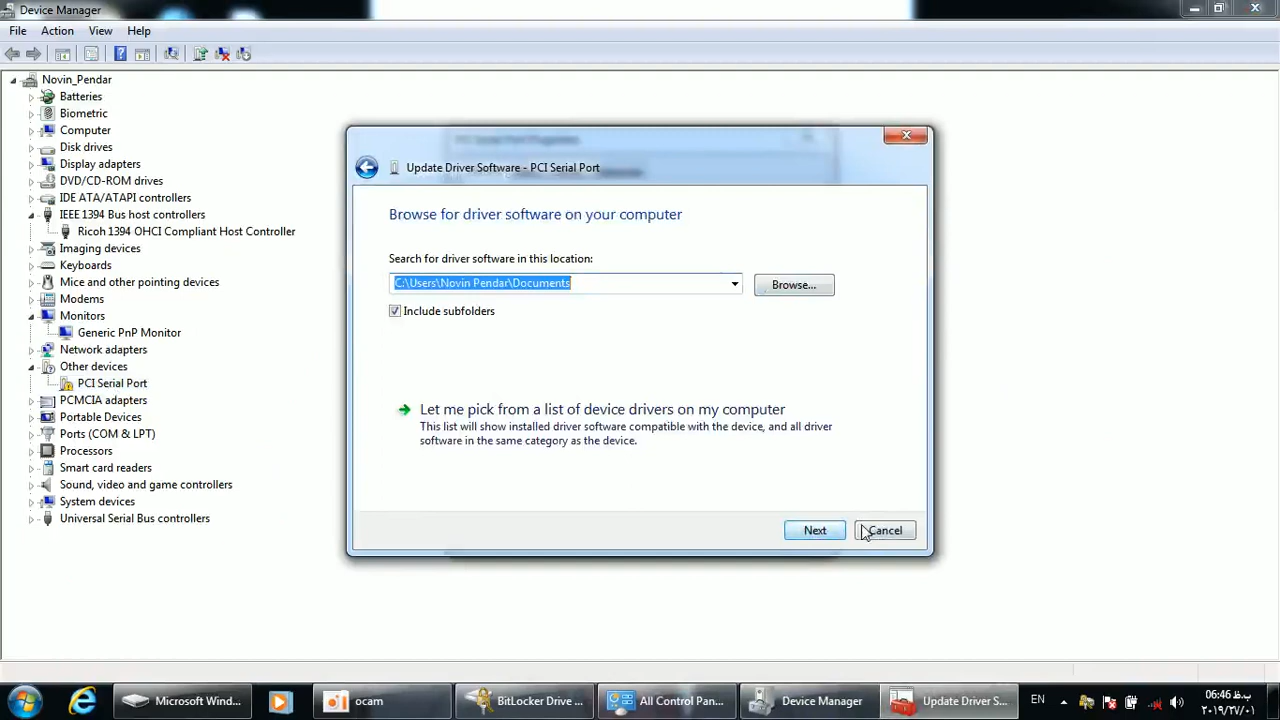 Device Manager
File Action View Help
Novin_Pendar
Batteries
Biometric
Computer
Disk drives
Display adapters
DVD/CD-ROM drives
IDE ATA/ATAPI controllers
IEEE 1394 Bus host controllers
Ricoh 1394 OHCI Compliant Host Controller
Imaging devices
Keyboards
Mice and other pointing devices
Modems
Monitors
Generic PnP Monitor
Network adapters
Other devices
PCI Serial Port
PCMCIA adapters
Portable Devices
Ports (COM & LPT)
Processors
Smart card readers
Sound, video and game controllers
System devices
Universal Serial Bus controllers
PCI Serial Port Properties
Update Driver Software - PCI Serial Port
Browse for driver software on your computer
Search for driver software in this location:
C:\Users\Novin Pendar\Documents
Browse...
Include subfolders
Let me pick from a list of device drivers on my computer
This list will show installed driver software compatible with the device, and all driver
software in the same category as the device.
Next Cancel
Microsoft Wind...
ocam
BitLocker Drive ...
All Control Pan...
Device Manager
Update Driver S...
EN
06:46 ب.ظ